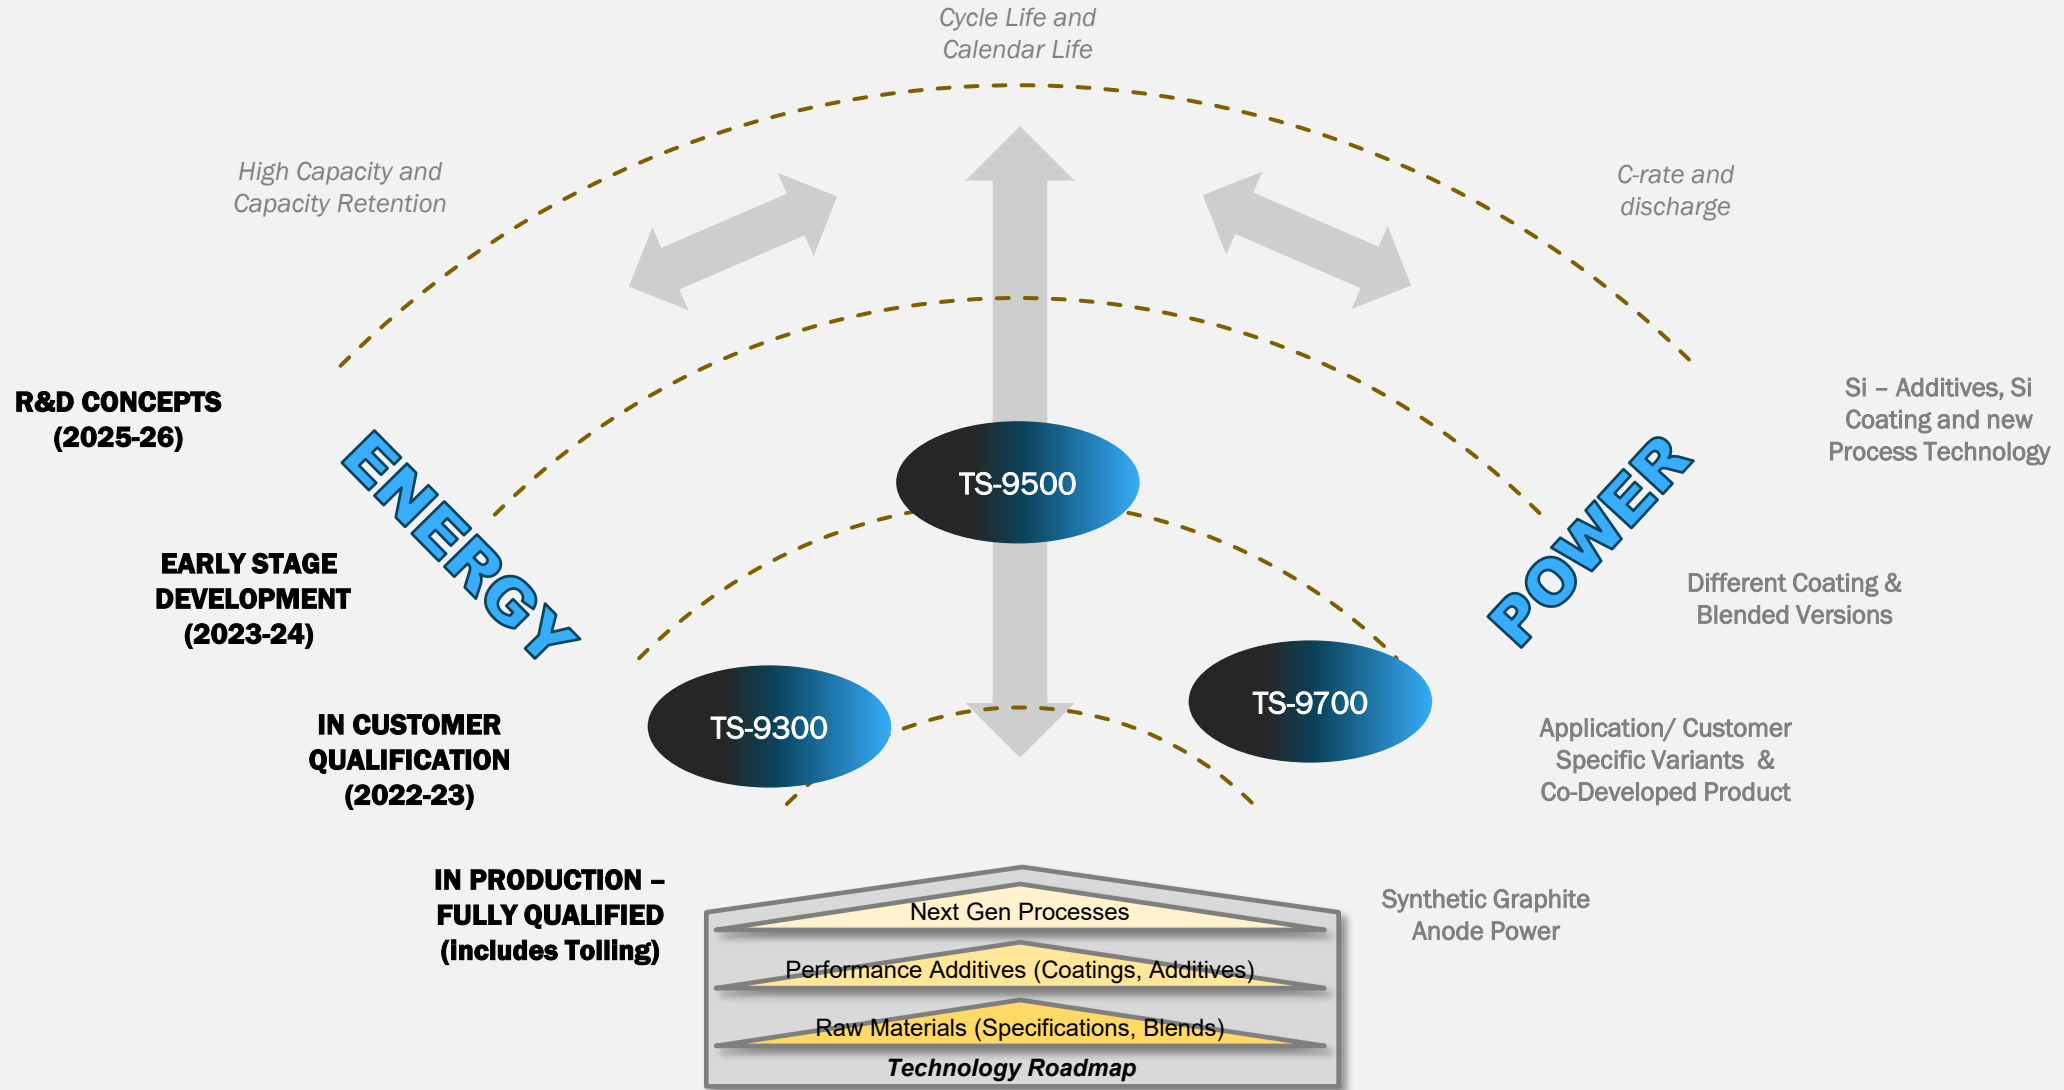 Cycle Life and
Calendar Life
High Capacity and
Capacity Retention
C-rate and
discharge
R&D CONCEPTS
(2025-26)
Si – Additives, Si
Coating and new
Process Technology
ENERGY
POWER
TS-9500
EARLY STAGE
DEVELOPMENT
(2023-24)
Different Coating &
Blended Versions
TS-9300
TS-9700
IN CUSTOMER
QUALIFICATION
(2022-23)
Application/ Customer
Specific Variants &
Co-Developed Product
IN PRODUCTION –
FULLY QUALIFIED
(includes Tolling)
Synthetic Graphite
Anode Power
Next Gen Processes
Performance Additives (Coatings, Additives)
Raw Materials (Specifications, Blends)
Technology Roadmap